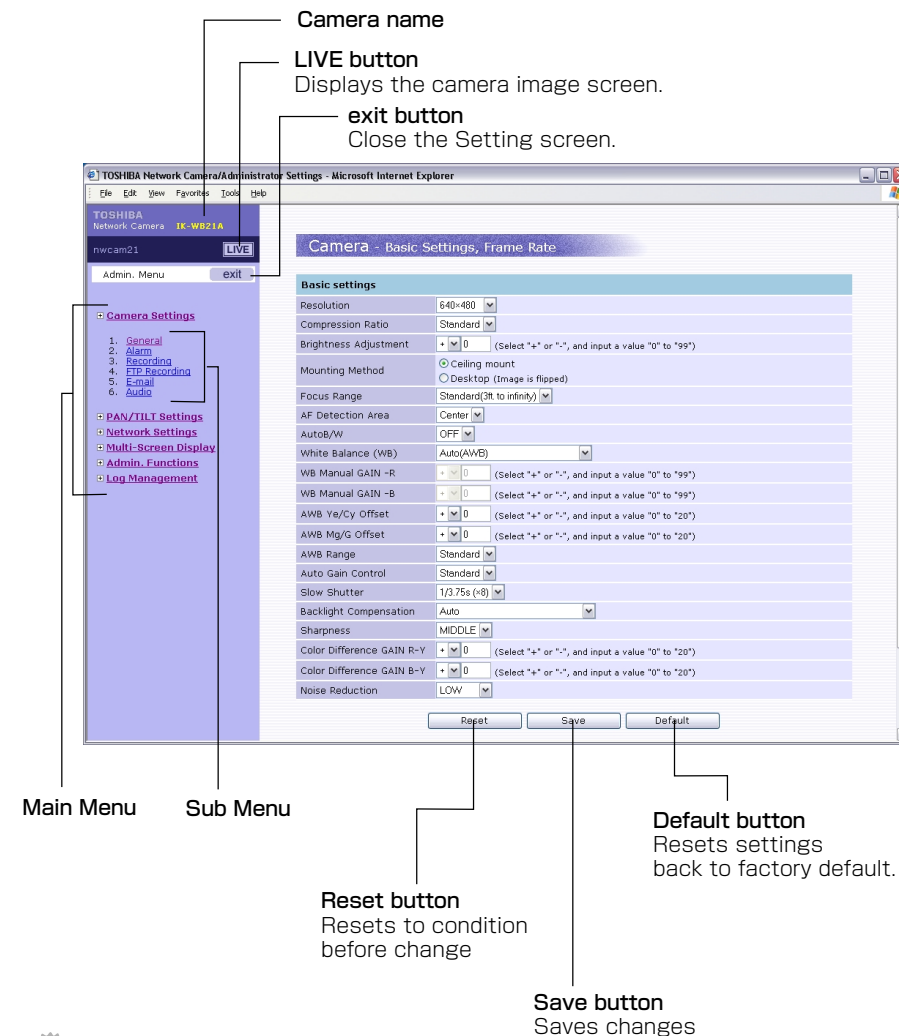 Camera name
LIVE button
Displays the camera image screen.
exit button
Close the Setting screen.
TOSHIBA Network Camera/Administrator Settings - Microsoft Internet Explorer
File Edit View Favorites Tools Help
TOSHIBA
Network Camera IK-WB21A
nwcam21 LIVE
Admin. Menu exit
Camera Settings
1. General
2. Alarm
3. Recording
4. FTP Recording
5. E-mail
6. Audio
PAN/TILT Settings
Network Settings
Multi-Screen Display
Admin. Functions
Log Management
Camera - Basic Settings, Frame Rate
Basic settings
Resolution 640×480
Compression Ratio Standard
Brightness Adjustment + 0 (Select "+" or "-", and input a value "0" to "99")
Mounting Method Ceiling mount
Desktop (Image is flipped)
Focus Range Standard(3ft. to infinity)
AF Detection Area Center
AutoB/W OFF
White Balance (WB) Auto(AWB)
WB Manual GAIN -R + 0 (Select "+" or "-", and input a value "0" to "99")
WB Manual GAIN -B + 0 (Select "+" or "-", and input a value "0" to "99")
AWB Ye/Cy Offset + 0 (Select "+" or "-", and input a value "0" to "20")
AWB Mg/G Offset + 0 (Select "+" or "-", and input a value "0" to "20")
AWB Range Standard
Auto Gain Control Standard
Slow Shutter 1/3.75s (×8)
Backlight Compensation Auto
Sharpness MIDDLE
Color Difference GAIN R-Y + 0 (Select "+" or "-", and input a value "0" to "20")
Color Difference GAIN B-Y + 0 (Select "+" or "-", and input a value "0" to "20")
Noise Reduction LOW
Reset Save Default
Main Menu
Sub Menu
Default button
Resets settings
back to factory default.
Reset button
Resets to condition
before change
Save button
Saves changes